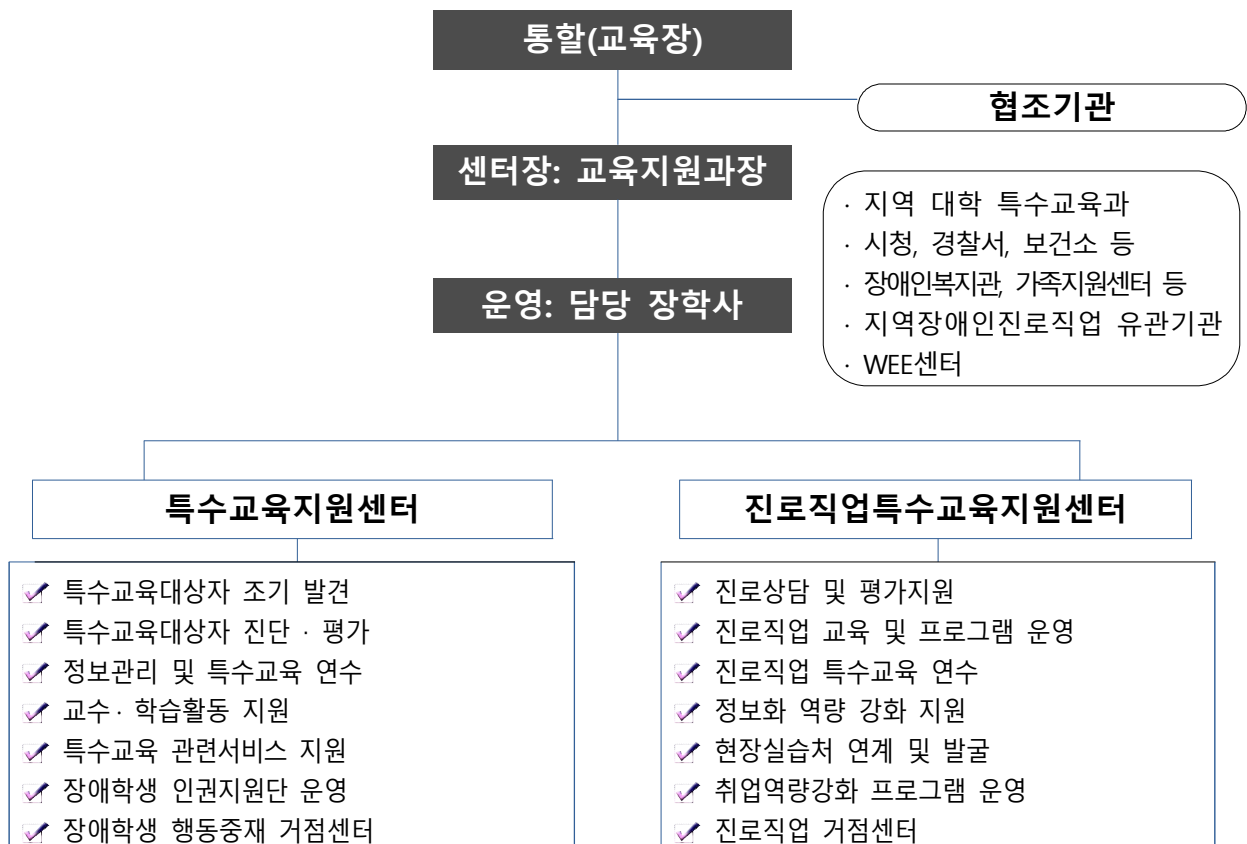 통할(교육장)
협조기관
센터장: 교육지원과장
· 지역 대학 특수교육과
· 시청, 경찰서, 보건소 등
· 장애인복지관, 가족지원센터 등
· 지역장애인진로직업 유관기관
· WEE센터
운영: 담당 장학사
특수교육지원센터
특수교육대상자 조기 발견
특수교육대상자 진단 · 평가
정보관리 및 특수교육 연수
교수 · 학습활동 지원
특수교육 관련서비스 지원
장애학생 인권지원단 운영
장애학생 행동중재 거점센터
진로직업특수교육지원센터
진로상담 및 평가지원
진로직업 교육 및 프로그램 운영
진로직업 특수교육 연수
정보화 역량 강화 지원
현장실습처 연계 및 발굴
취업역량강화 프로그램 운영
진로직업 거점센터